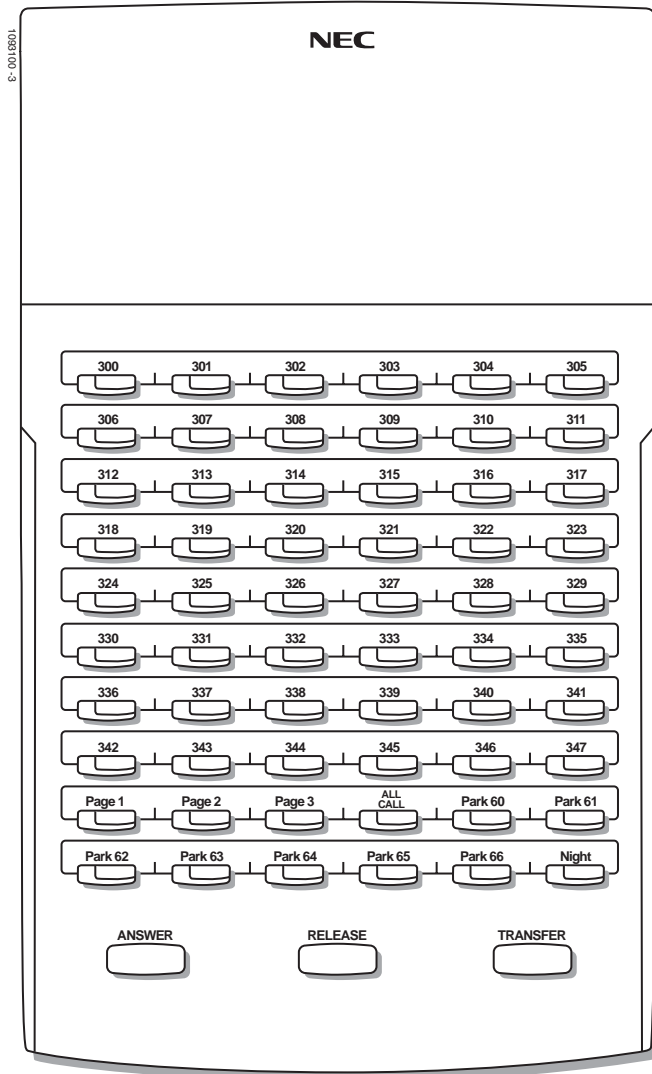 NEC
1093100 -3
300 301 302 303 304 305
306 307 308 309 310 311
312 313 314 315 316 317
318 319 320 321 322 323
324 325 326 327 328 329
330 331 332 333 334 335
336 337 338 339 340 341
342 343 344 345 346 347
Page 1 Page 2 Page 3 ALL CALL Park 60 Park 61
Park 62 Park 63 Park 64 Park 65 Park 66 Night
ANSWER RELEASE TRANSFER